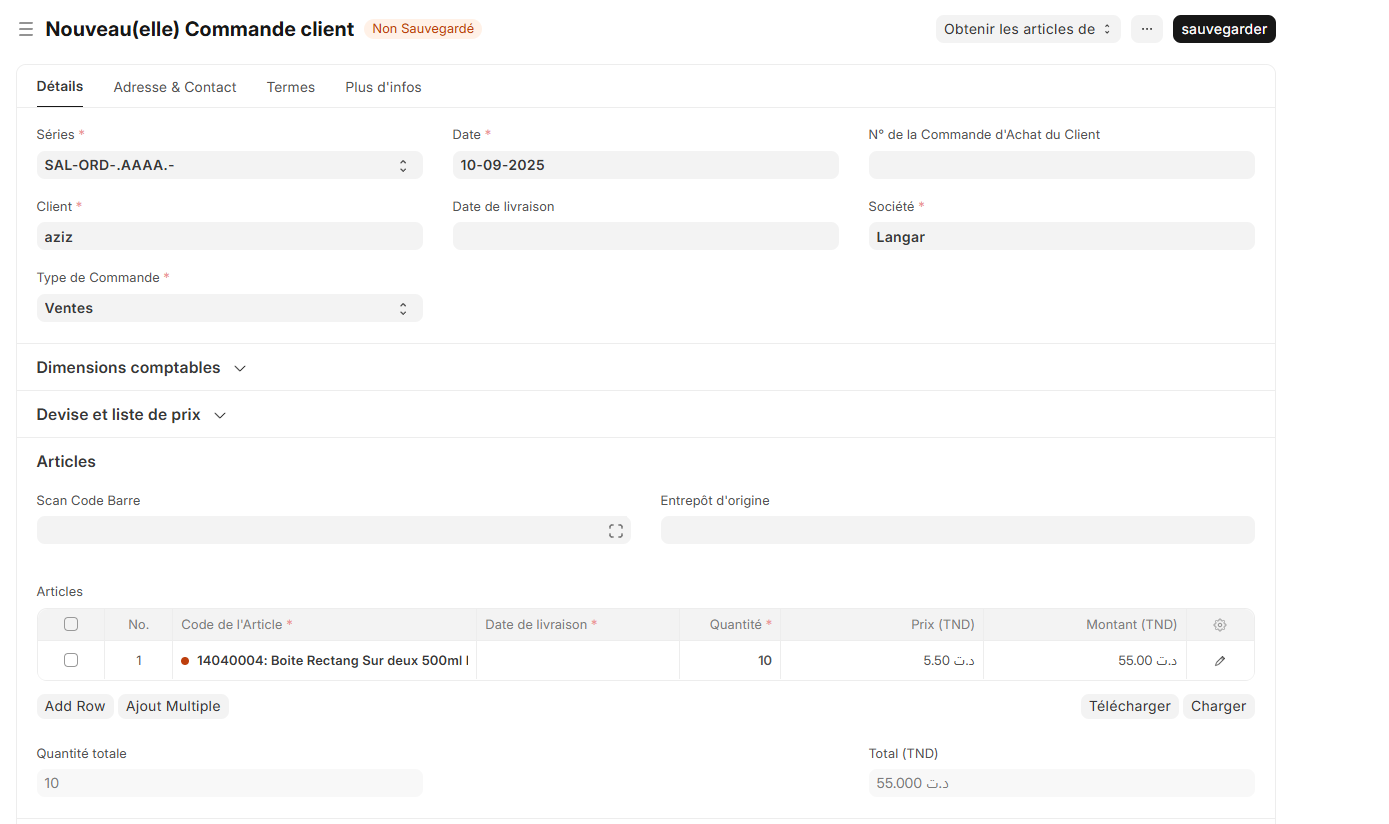 Nouveau(elle) Commande client Non Sauvegardé Obtenir les articles de ... sauvegarder
Détails Adresse & Contact Termes Plus d'infos
Séries * Date * N° de la Commande d'Achat du Client
SAL-ORD-.AAAA.- 10-09-2025
Client * Date de livraison Société *
aziz Langar
Type de Commande *
Ventes
Dimensions comptables
Devise et liste de prix
Articles
Scan Code Barre Entrepôt d'origine
Articles
No. Code de l'Article * Date de livraison * Quantité * Prix (TND) Montant (TND)
1 14040004: Boite Rectang Sur deux 500ml 10 5.50 د.ت 55.00 د.ت
Add Row Ajout Multiple Télécharger Charger
Quantité totale Total (TND)
10 55.000 د.ت